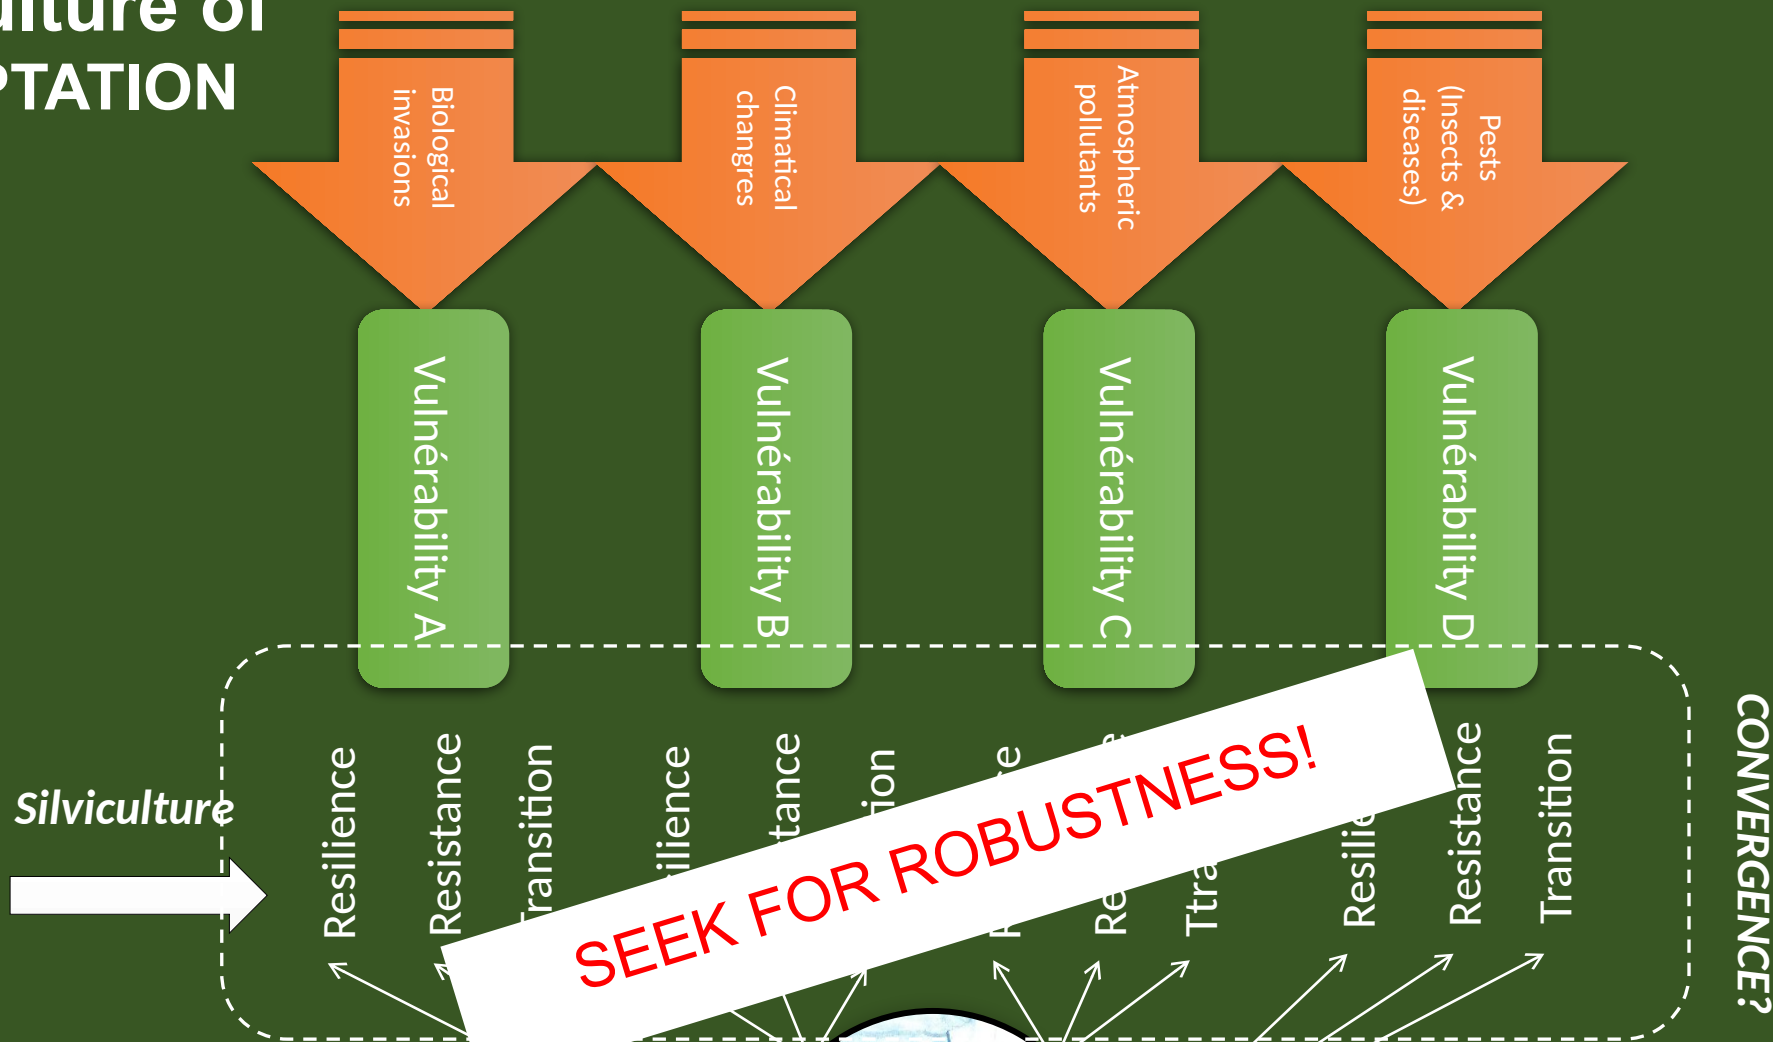 PTATION
Biological
invasions
Climatical
changres
Atmospheric
pollutants
Pests
(Insects &
diseases)
Vulnérability A
Vulnérability B
Vulnérability C
Vulnérability D
Silviculture
Resilience
Resistance
Transition
SEEK FOR ROBUSTNESS!
Resistance
Transition
CONVERGENCE?